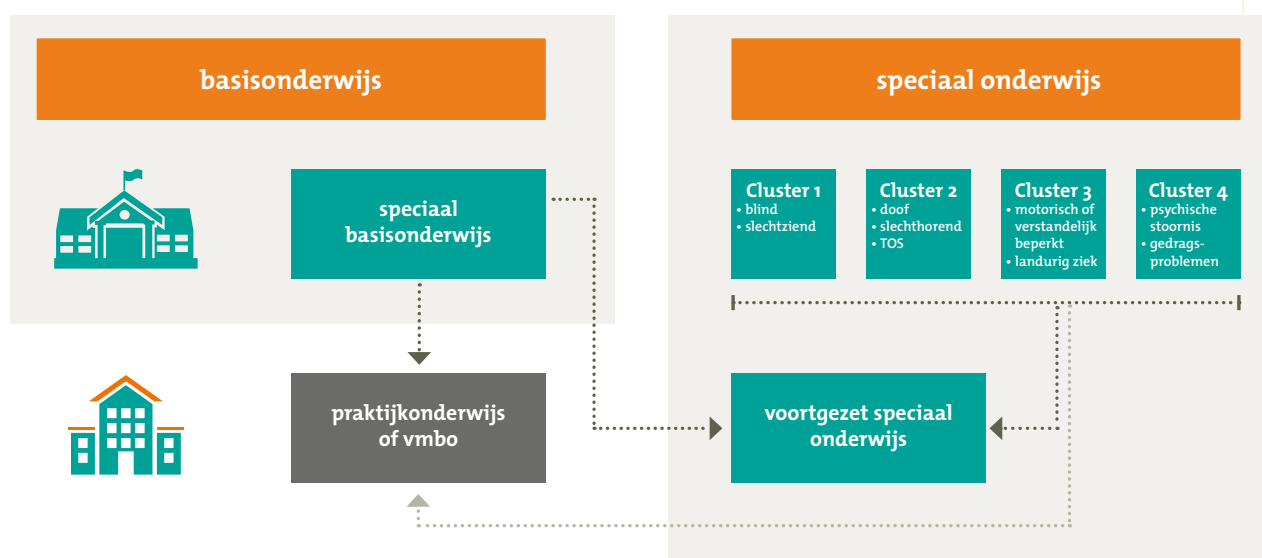 basisonderwijs
speciaal onderwijs
speciaal
basisonderwijs
Cluster 1
• blind
• slechtziend
Cluster 2
• doof
• slechthorend
• TOS
Cluster 3
• motorisch of
verstandelijk
beperkt
• landurig ziek
Cluster 4
• psychische
stoornis
• gedrags-
problemen
praktijkonderwijs
of vmbo
voortgezet speciaal
onderwijs